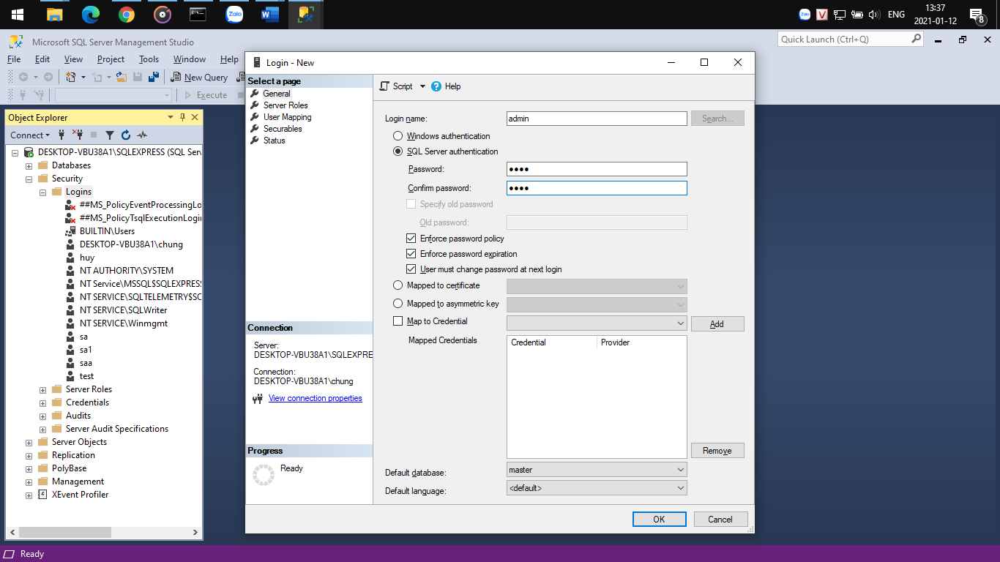 Zalo
W
Zalo
V
ENG
13:37
2021-01-12
8
Microsoft SQL Server Management Studio
Quick Launch (Ctrl+Q)
File Edit View Project Tools Window Help
New Query
Execute
Object Explorer
Connect
DESKTOP-VBU38A1\SQLEXPRESS (SQL Serv
Databases
Security
Logins
##MS_PolicyEventProcessingLo
##MS_PolicyTsqlExecutionLogin
BUILTIN\Users
DESKTOP-VBU38A1\chung
huy
NT AUTHORITY\SYSTEM
NT Service\MSSQL$SQLEXPRESS
NT SERVICE\SQLTELEMETRY$SQ
NT SERVICE\SQLWriter
NT SERVICE\Winmgmt
sa
sa1
saa
test
Server Roles
Credentials
Audits
Server Audit Specifications
Server Objects
Replication
PolyBase
Management
XEvent Profiler
Login - New
Select a page
General
Server Roles
User Mapping
Securables
Status
Connection
Server:
DESKTOP-VBU38A1\SQLEXPRE
Connection:
DESKTOP-VBU38A1\chung
View connection properties
Progress
Ready
Script Help
Login name: admin Search...
Windows authentication
SQL Server authentication
Password: ●●●●
Confirm password: ●●●●
Specify old password
Old password:
Enforce password policy
Enforce password expiration
User must change password at next login
Mapped to certificate
Mapped to asymmetric key
Map to Credential Add
Mapped Credentials Credential Provider
Remove
Default database: master
Default language: <default>
OK Cancel
Ready